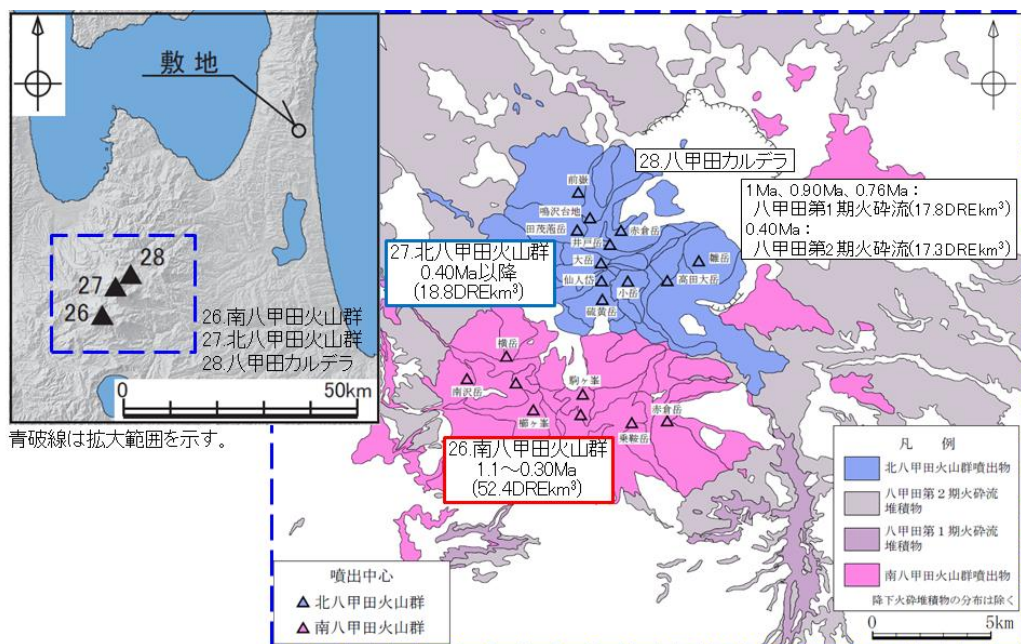 敷地
28
27
26
26.南八甲田火山群
27.北八甲田火山群
28.八甲田カルデラ
0 50km
青破線は拡大範囲を示す。
28.八甲田カルデラ
1Ma、0.90Ma、0.76Ma：
八甲田第1期火砕流(17.8DREkm³)
0.40Ma：
八甲田第2期火砕流(17.3DREkm³)
27.北八甲田火山群
0.40Ma以降
(18.8DREkm³)
前嶽
鳴沢台地
田茂萢岳
赤倉岳
井戸岳
大岳
雛岳
仙人岱
小岳
高田大岳
硫黄岳
横岳
南沢岳
駒ヶ峯
櫛ヶ峯
赤倉岳
乗鞍岳
26.南八甲田火山群
1.1～0.30Ma
(52.4DREkm³)
噴出中心
北八甲田火山群
南八甲田火山群
凡例
北八甲田火山群噴出物
八甲田第２期火砕流
堆積物
八甲田第１期火砕流
堆積物
南八甲田火山群噴出物
降下火砕堆積物の分布は除く
0 5km